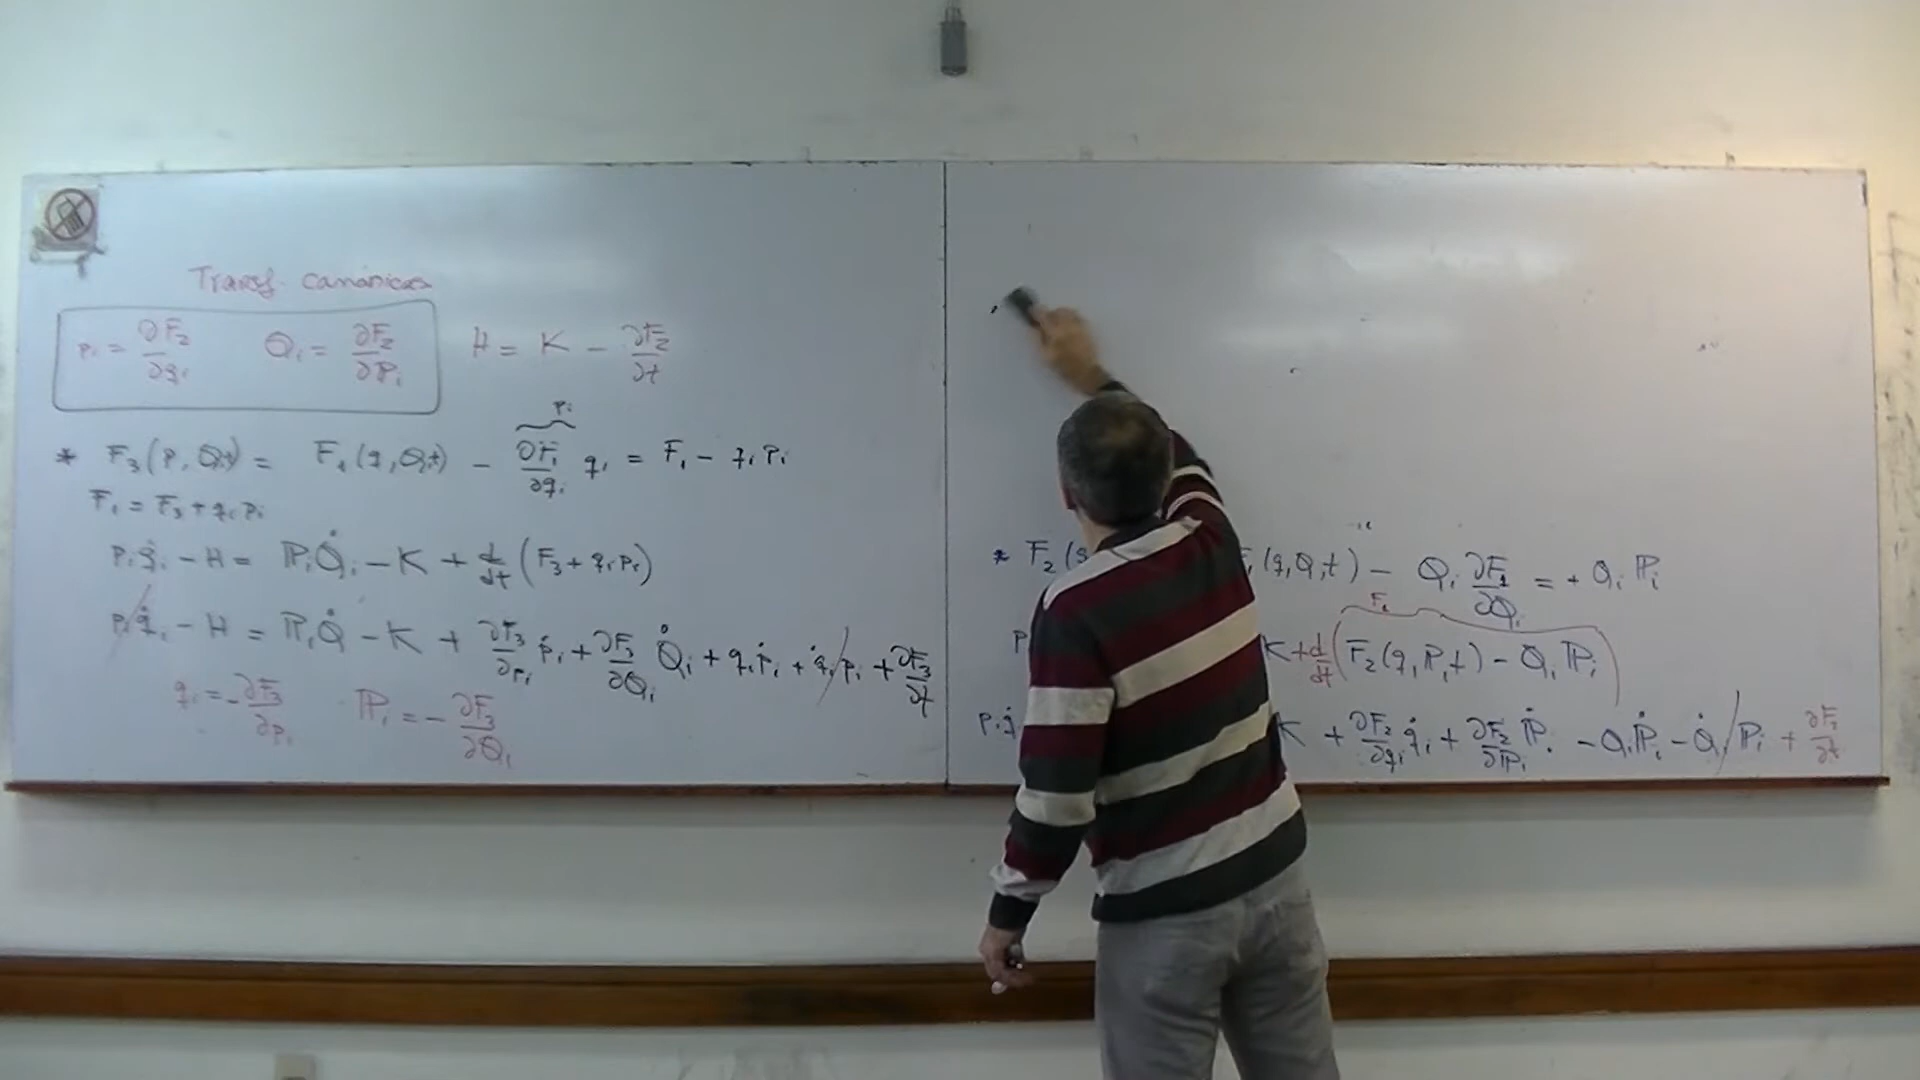 Transf. canónicas
pᵢ = ∂F₂/∂qᵢ Qᵢ = ∂F₂/∂ℙᵢ H = K − ∂F₂/∂t
pᵢ
* F₃(p, Q,t) = F₁(q,Q,t) − ∂F₁/∂qᵢ qᵢ = F₁ − qᵢ pᵢ
F₁ = F₃ + qᵢ pᵢ
pᵢ q̇ᵢ − H = ℙᵢ Q̇ᵢ − K + d/dt (F₃ + qᵢ pᵢ)
pᵢ q̇ᵢ − H = ℙᵢ Q̇ − K + ∂F₃/∂pᵢ ṗᵢ + ∂F₃/∂Qᵢ Q̇ᵢ + qᵢ ṗᵢ + q̇ᵢ pᵢ + ∂F₃/∂t
qᵢ = −∂F₃/∂pᵢ ℙᵢ = −∂F₃/∂Qᵢ
* F₂(q (q,Q,t) − Qᵢ ∂F₁/∂Qᵢ = + Qᵢ ℙᵢ
F₁
p K + d/dt (F₂(q,ℙ,t) − Qᵢ ℙᵢ)
pᵢ q̇ K + ∂F₂/∂qᵢ q̇ᵢ + ∂F₂/∂ℙᵢ ℙ̇ᵢ − Qᵢ ℙ̇ᵢ − Q̇ᵢ ℙᵢ + ∂F₂/∂t